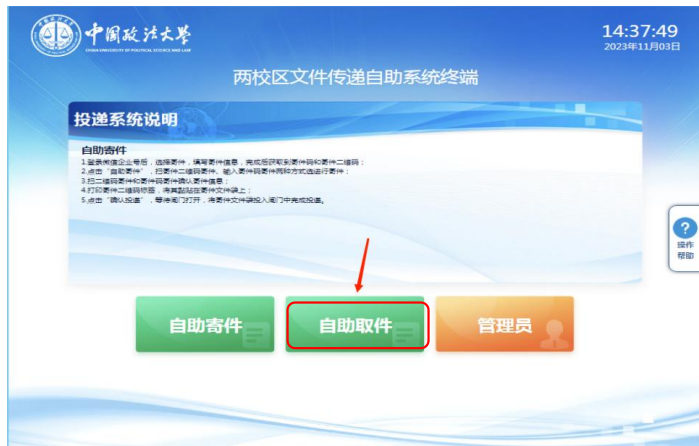 中国政法大学
CHINA UNIVERSITY OF POLITICAL SCIENCE AND LAW
14:37:49
2023年11月03日
两校区文件传递自助系统终端
投递系统说明
自助寄件
1.登录微信企业号后，选择寄件，填写寄件信息，完成后获取到寄件码和寄件二维码；
2.点击“自助寄件”，扫寄件二维码寄件、输入寄件码寄件两种方式选进行寄件；
3.扫二维码寄件和寄件码寄件确认寄件信息；
4.打印寄件二维码标签，将其黏贴在寄件文件袋上；
5.点击“确认投递”，等待闸门打开，将寄件文件袋投入闸门中完成投递。
?
操作
帮助
自助寄件
自助取件
管理员